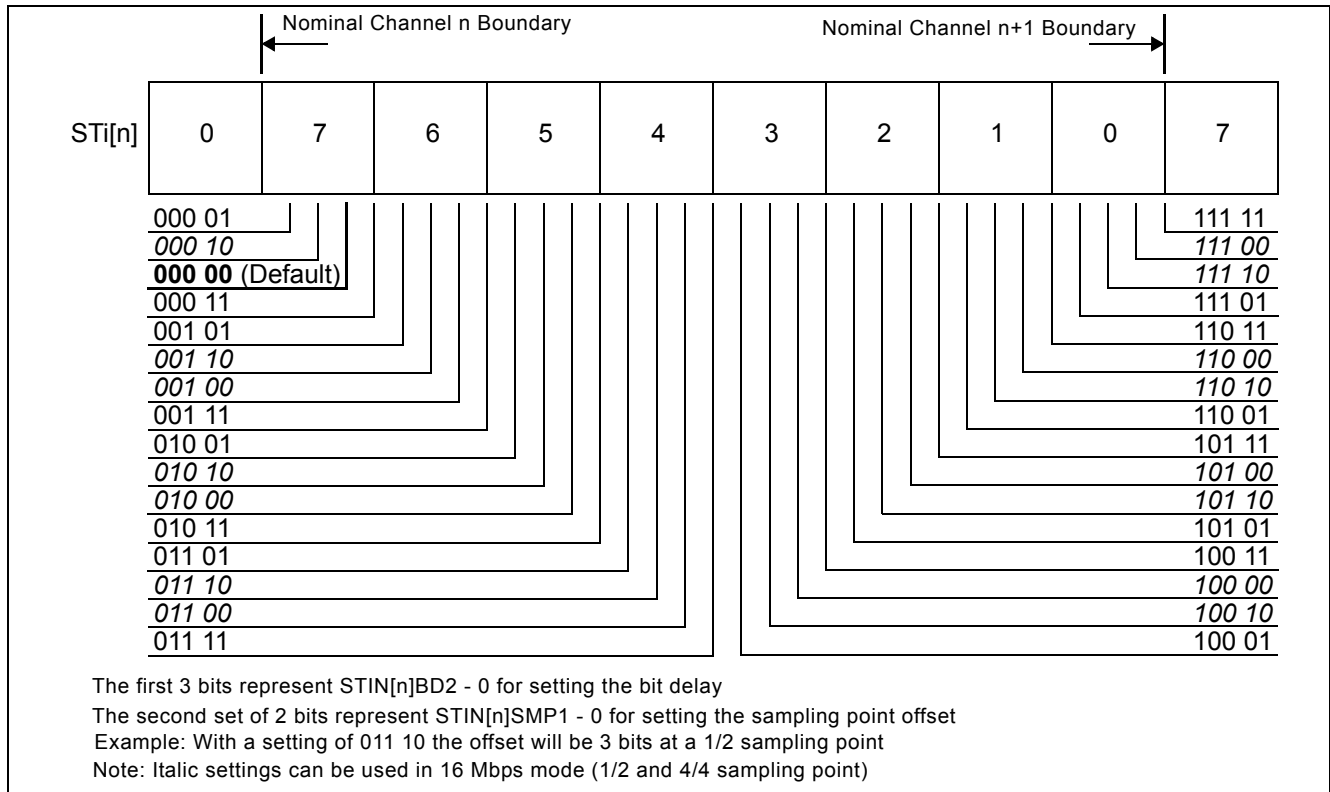 Nominal Channel n Boundary
Nominal Channel n+1 Boundary
STi[n] 0 7 6 5 4 3 2 1 0 7
000 01 111 11
000 10 111 00
000 00 (Default) 111 10
000 11 111 01
001 01 110 11
001 10 110 00
001 00 110 10
001 11 110 01
010 01 101 11
010 10 101 00
010 00 101 10
010 11 101 01
011 01 100 11
011 10 100 00
011 00 100 10
011 11 100 01
The first 3 bits represent STIN[n]BD2 - 0 for setting the bit delay
The second set of 2 bits represent STIN[n]SMP1 - 0 for setting the sampling point offset
Example: With a setting of 011 10 the offset will be 3 bits at a 1/2 sampling point
Note: Italic settings can be used in 16 Mbps mode (1/2 and 4/4 sampling point)